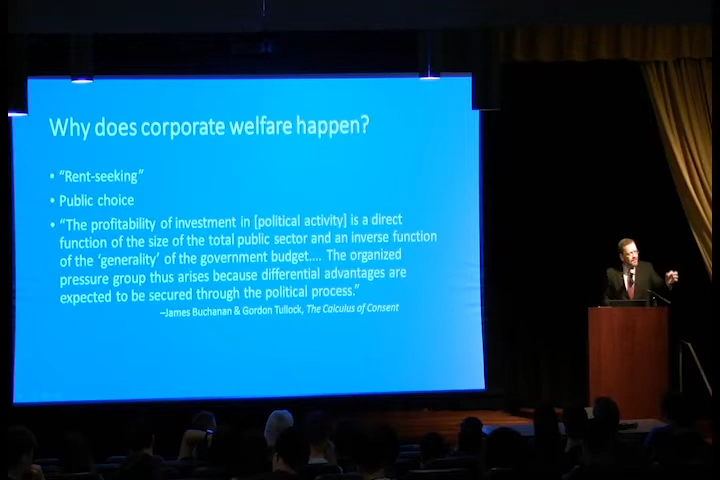 Why does corporate welfare happen?
• “Rent-seeking”
• Public choice
• “The profitability of investment in [political activity] is a direct
function of the size of the total public sector and an inverse function
of the ‘generality’ of the government budget.... The organized
pressure group thus arises because differential advantages are
expected to be secured through the political process.”
–James Buchanan & Gordon Tullock, The Calculus of Consent